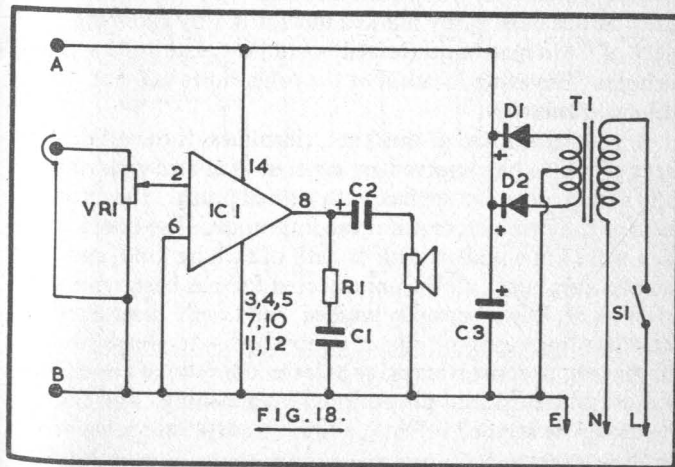 A
D1
T1
+
14
2
D2
VR1
IC1
8
+
C2
+
6
3,4,5
7,10
11,12
R1
C1
+
C3
S1
B
FIG.18.
E
N
L